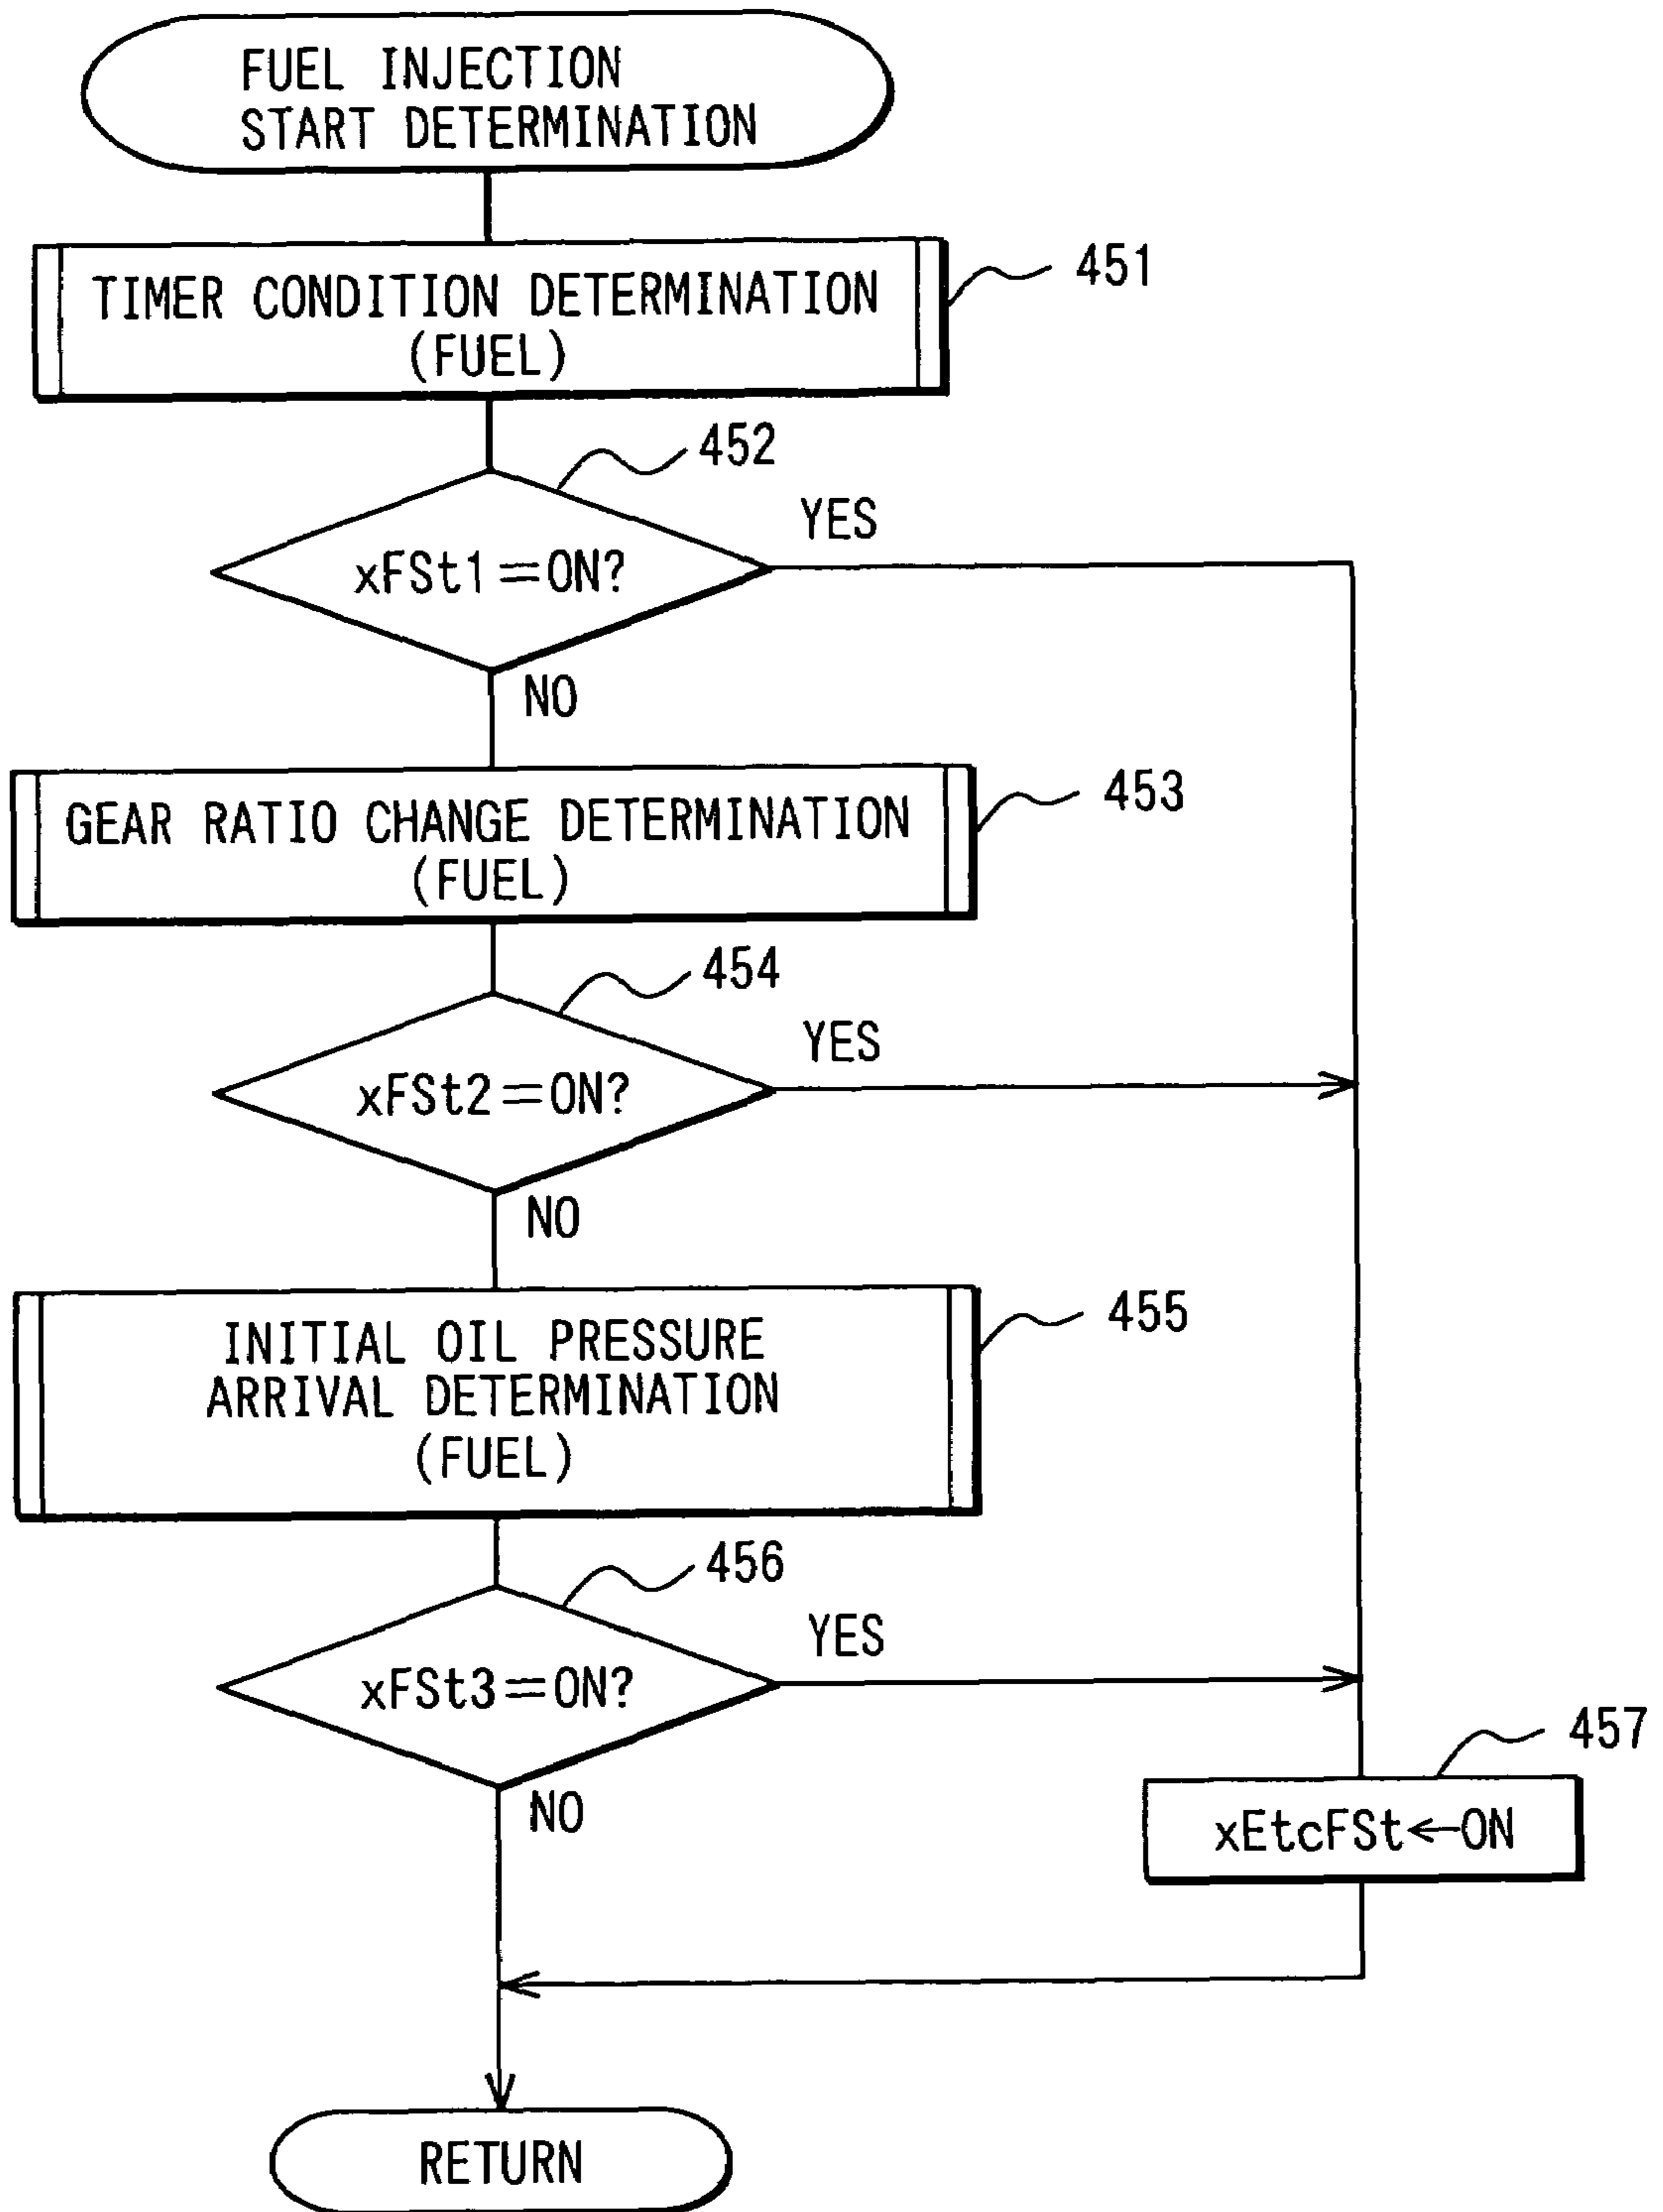 FUEL INJECTION
START DETERMINATION
TIMER CONDITION DETERMINATION
(FUEL)
451
452
xFSt1=ON?
YES
NO
GEAR RATIO CHANGE DETERMINATION
(FUEL)
453
454
xFSt2=ON?
YES
NO
INITIAL OIL PRESSURE
ARRIVAL DETERMINATION
(FUEL)
455
456
xFSt3=ON?
YES
NO
457
xEtcFSt←ON
RETURN